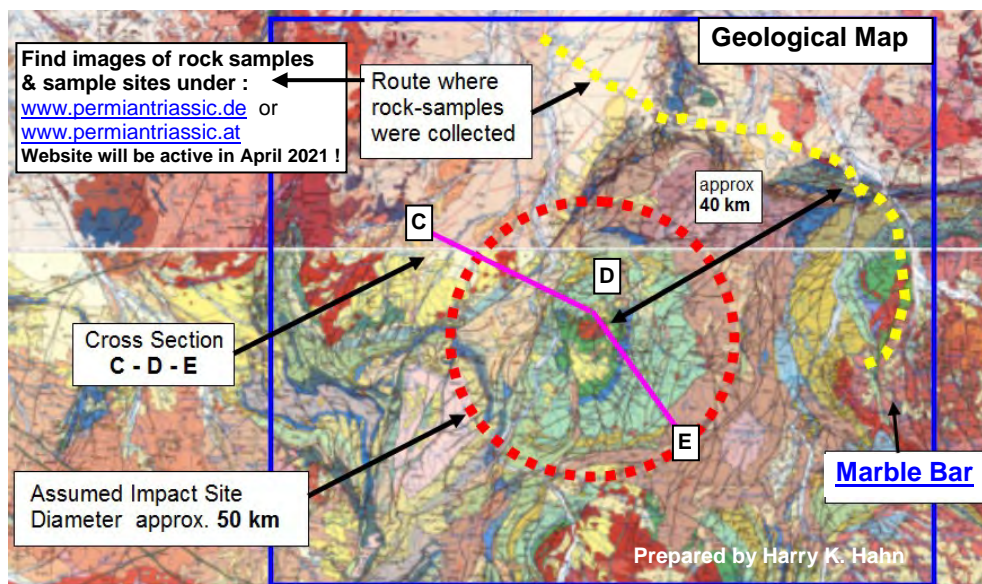 Geological Map
Find images of rock samples
& sample sites under :
www.permiantriassic.de or
www.permiantriassic.at
Website will be active in April 2021 !
Route where
rock-samples
were collected
approx
40 km
C
D
Cross Section
C - D - E
E
Marble Bar
Assumed Impact Site
Diameter approx. 50 km
Prepared by Harry K. Hahn